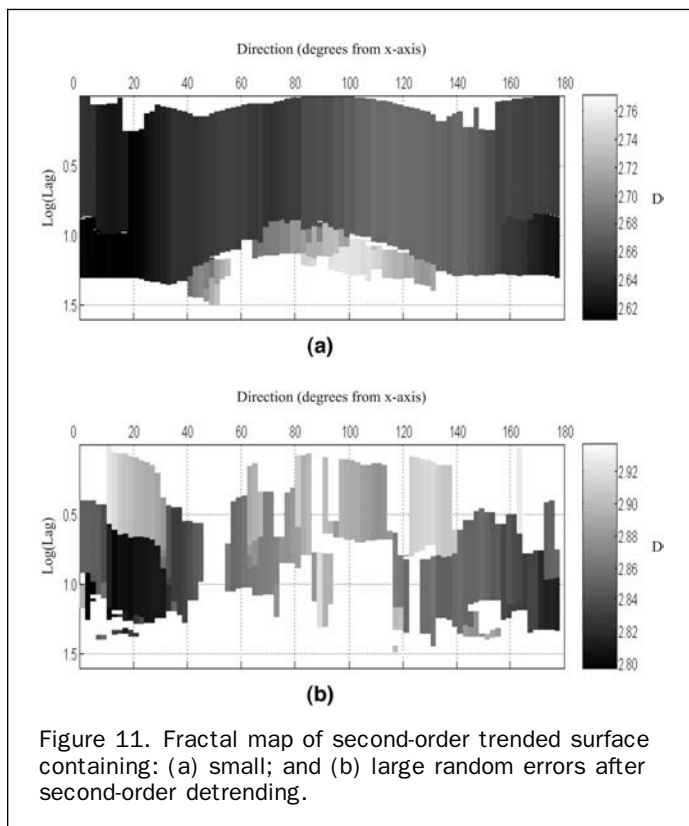 Direction (degrees from x-axis)
0 20 40 60 80 100 120 140 160 180
Log(Lag)
0.5
1.0
1.5
2.76
2.74
2.70
2.68
2.66
2.64
2.62
D
(a)
Direction (degrees from x-axis)
0 20 40 60 80 100 120 140 160 180
Log(Lag)
0.5
1.0
1.5
2.92
2.90
2.88
2.86
2.84
2.82
2.80
D
(b)
Figure 11. Fractal map of second-order trended surface
containing: (a) small; and (b) large random errors after
second-order detrending.